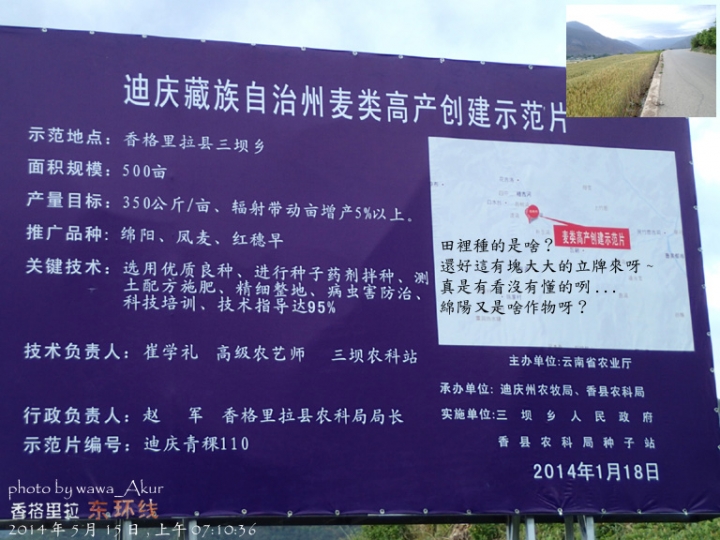 迪庆藏族自治州麦类高产创建示范片
示范地点：香格里拉县三坝乡
面积规模：500亩
产量目标：350公斤/亩、辐射带动亩增产5%以上。
推广品种：绵阳、凤麦、红穗早
关键技术：选用优质良种、进行种子药剂拌种、测
土配方施肥、精细整地、病虫害防治、
科技培训、技术指导达95%
技术负责人：崔学礼 高级农艺师 三坝农科站
行政负责人：赵 军 香格里拉县农科局局长
示范片编号：迪庆青稞110
麦类高产创建示范片
田裡種的是啥？
還好這有塊大大的立牌來呀～
真是有看沒有懂的咧...
綿陽又是啥作物呀？
主办单位:云南省农业厅
承办单位:迪庆州农牧局、香县农科局
实施单位:三坝乡人民政府
香县农科局种子站
2014年1月18日
photo by wawa_Akur
香格里拉 东环线
2014年5月15日,上午07:10:36